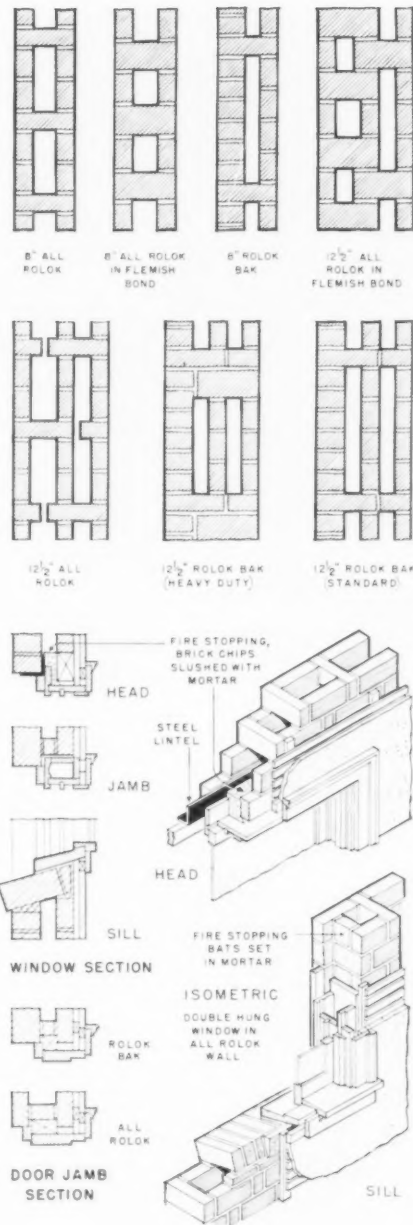 8" ALL
ROLOK
8" ALL ROLOK
IN FLEMISH
BOND
8" ROLOK
BAK
12½" ALL
ROLOK IN
FLEMISH BOND
12½" ALL
ROLOK
12½" ROLOK BAK
(HEAVY DUTY)
12½" ROLOK BAK
(STANDARD)
FIRE STOPPING,
BRICK CHIPS
SLUSHED WITH
MORTAR
HEAD
STEEL
LINTEL
JAMB
HEAD
SILL
WINDOW SECTION
FIRE STOPPING
BATS SET
IN MORTAR
ISOMETRIC
DOUBLE HUNG
WINDOW IN
ALL ROLOK
WALL
ROLOK
BAK
ALL
ROLOK
DOOR JAMB
SECTION
SILL